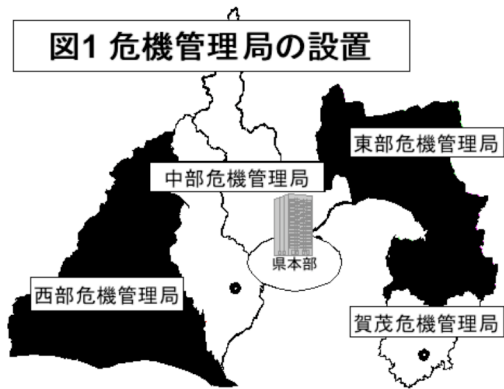 図1 危機管理局の設置
東部危機管理局
中部危機管理局
県本部
西部危機管理局
賀茂危機管理局